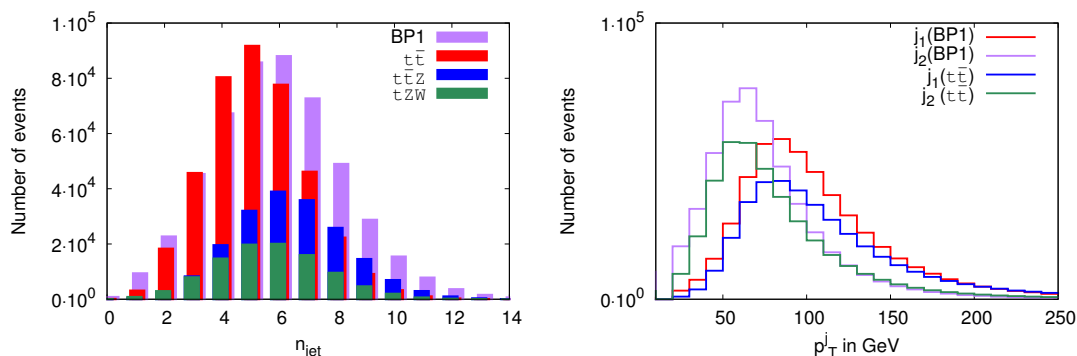 1·10⁵
8·10⁴
6·10⁴
4·10⁴
2·10⁴
0·10⁰
Number of events
0 2 4 6 8 10 12 14
n_jet
BP1
tt̄
tt̄Z
tZW
1·10⁵
0·10⁰
Number of events
50 100 150 200 250
p^j_T in GeV
j₁(BP1)
j₂(BP1)
j₁(tt̄)
j₂(tt̄)